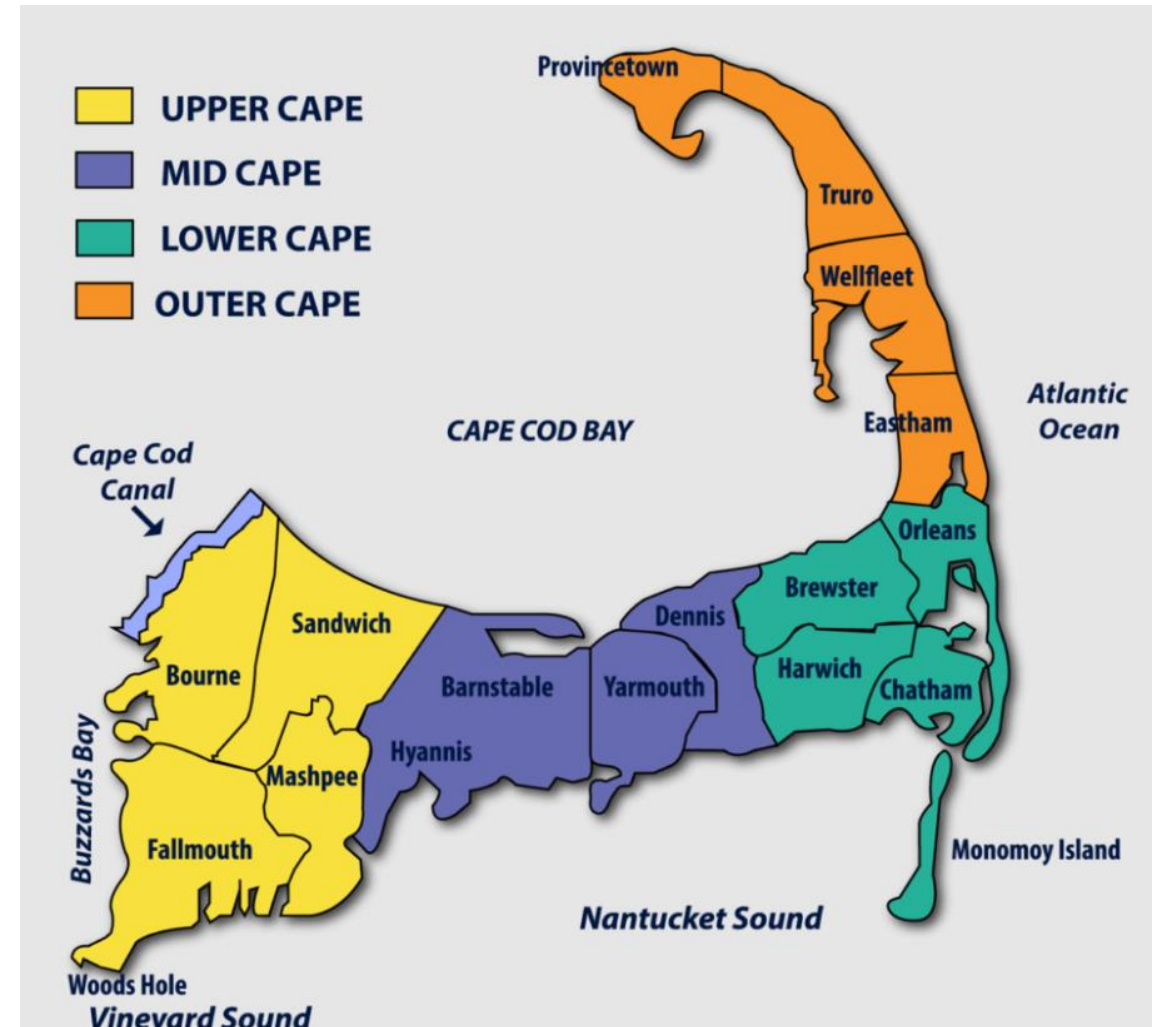 UPPER CAPE
MID CAPE
LOWER CAPE
OUTER CAPE
Provincetown
Truro
Wellfleet
Eastham
Atlantic
Ocean
CAPE COD BAY
Cape Cod
Canal
Orleans
Brewster
Dennis
Sandwich
Harwich
Chatham
Bourne
Barnstable
Yarmouth
Hyannis
Mashpee
Buzzards Bay
Fallmouth
Monomoy Island
Nantucket Sound
Woods Hole
Vineyard Sound